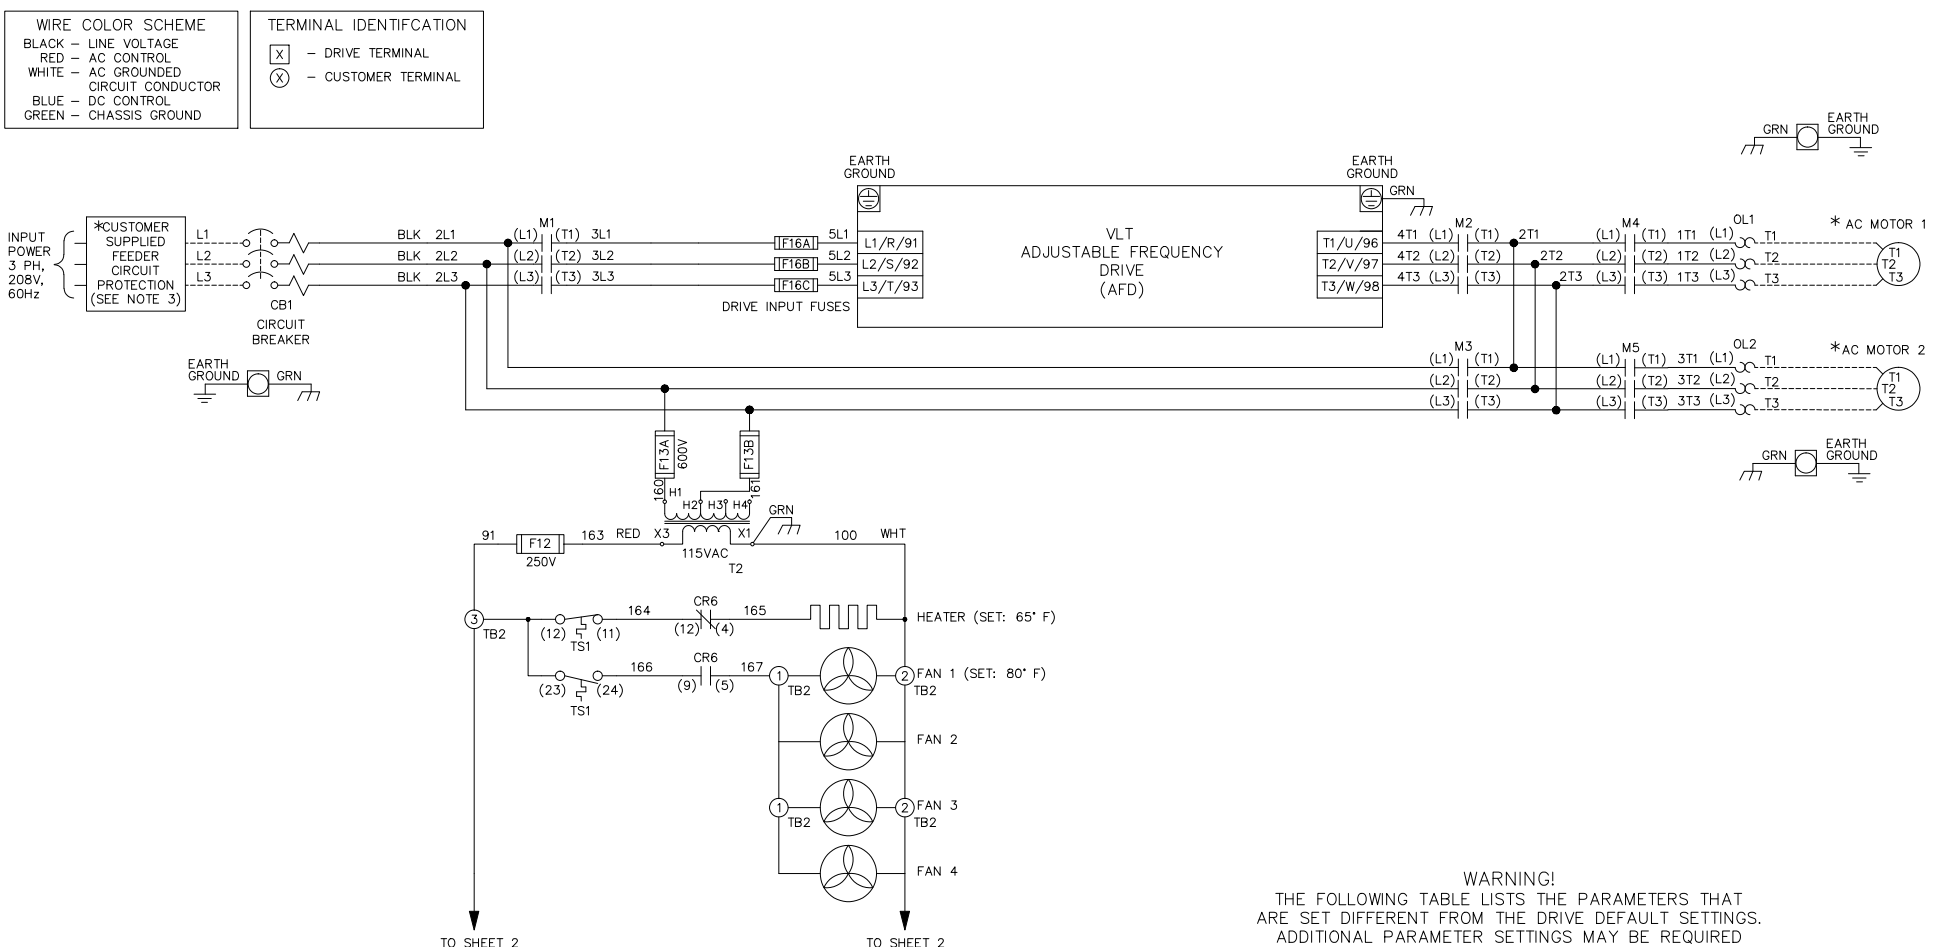 WIRE COLOR SCHEME
BLACK – LINE VOLTAGE
RED – AC CONTROL
WHITE – AC GROUNDED
CIRCUIT CONDUCTOR
BLUE – DC CONTROL
GREEN – CHASSIS GROUND
TERMINAL IDENTIFCATION
X – DRIVE TERMINAL
X – CUSTOMER TERMINAL
GRN
EARTH
GROUND
INPUT
POWER
3 PH,
208V,
60Hz
*CUSTOMER
SUPPLIED
FEEDER
CIRCUIT
PROTECTION
(SEE NOTE 3)
L1
L2
L3
CB1
CIRCUIT
BREAKER
BLK 2L1
BLK 2L2
BLK 2L3
M1
(L1) (T1) 3L1
(L2) (T2) 3L2
(L3) (T3) 3L3
F16A 5L1
F16B 5L2
F16C 5L3
DRIVE INPUT FUSES
EARTH
GROUND
L1/R/91
L2/S/92
L3/T/93
VLT
ADJUSTABLE FREQUENCY
DRIVE
(AFD)
EARTH
GROUND
GRN
T1/U/96
T2/V/97
T3/W/98
M2
4T1 (L1) (T1) 2T1
4T2 (L2) (T2) 2T2
4T3 (L3) (T3) 2T3
M4
OL1
(L1) (T1) 1T1 (L1) T1
(L2) (T2) 1T2 (L2) T2
(L3) (T3) 1T3 (L3) T3
* AC MOTOR 1
T1
T2
T3
EARTH
GROUND
GRN
M3
(L1) (T1)
(L2) (T2)
(L3) (T3)
M5
OL2
(L1) (T1) 3T1 (L1) T1
(L2) (T2) 3T2 (L2) T2
(L3) (T3) 3T3 (L3) T3
*AC MOTOR 2
T1
T2
T3
GRN
EARTH
GROUND
F13A
600V
F13B
160
161
H1
H2
H3
H4
GRN
91
F12
250V
163 RED X3
X1
115VAC
T2
100 WHT
3
TB2
(12) (11)
TS1
164
CR6
(12) (4)
165
HEATER (SET: 65° F)
(23) (24)
TS1
166
CR6
(9) (5)
167
1
TB2
2
TB2
FAN 1 (SET: 80° F)
FAN 2
1
TB2
2
TB2
FAN 3
FAN 4
TO SHEET 2
TO SHEET 2
WARNING!
THE FOLLOWING TABLE LISTS THE PARAMETERS THAT
ARE SET DIFFERENT FROM THE DRIVE DEFAULT SETTINGS.
ADDITIONAL PARAMETER SETTINGS MAY BE REQUIRED